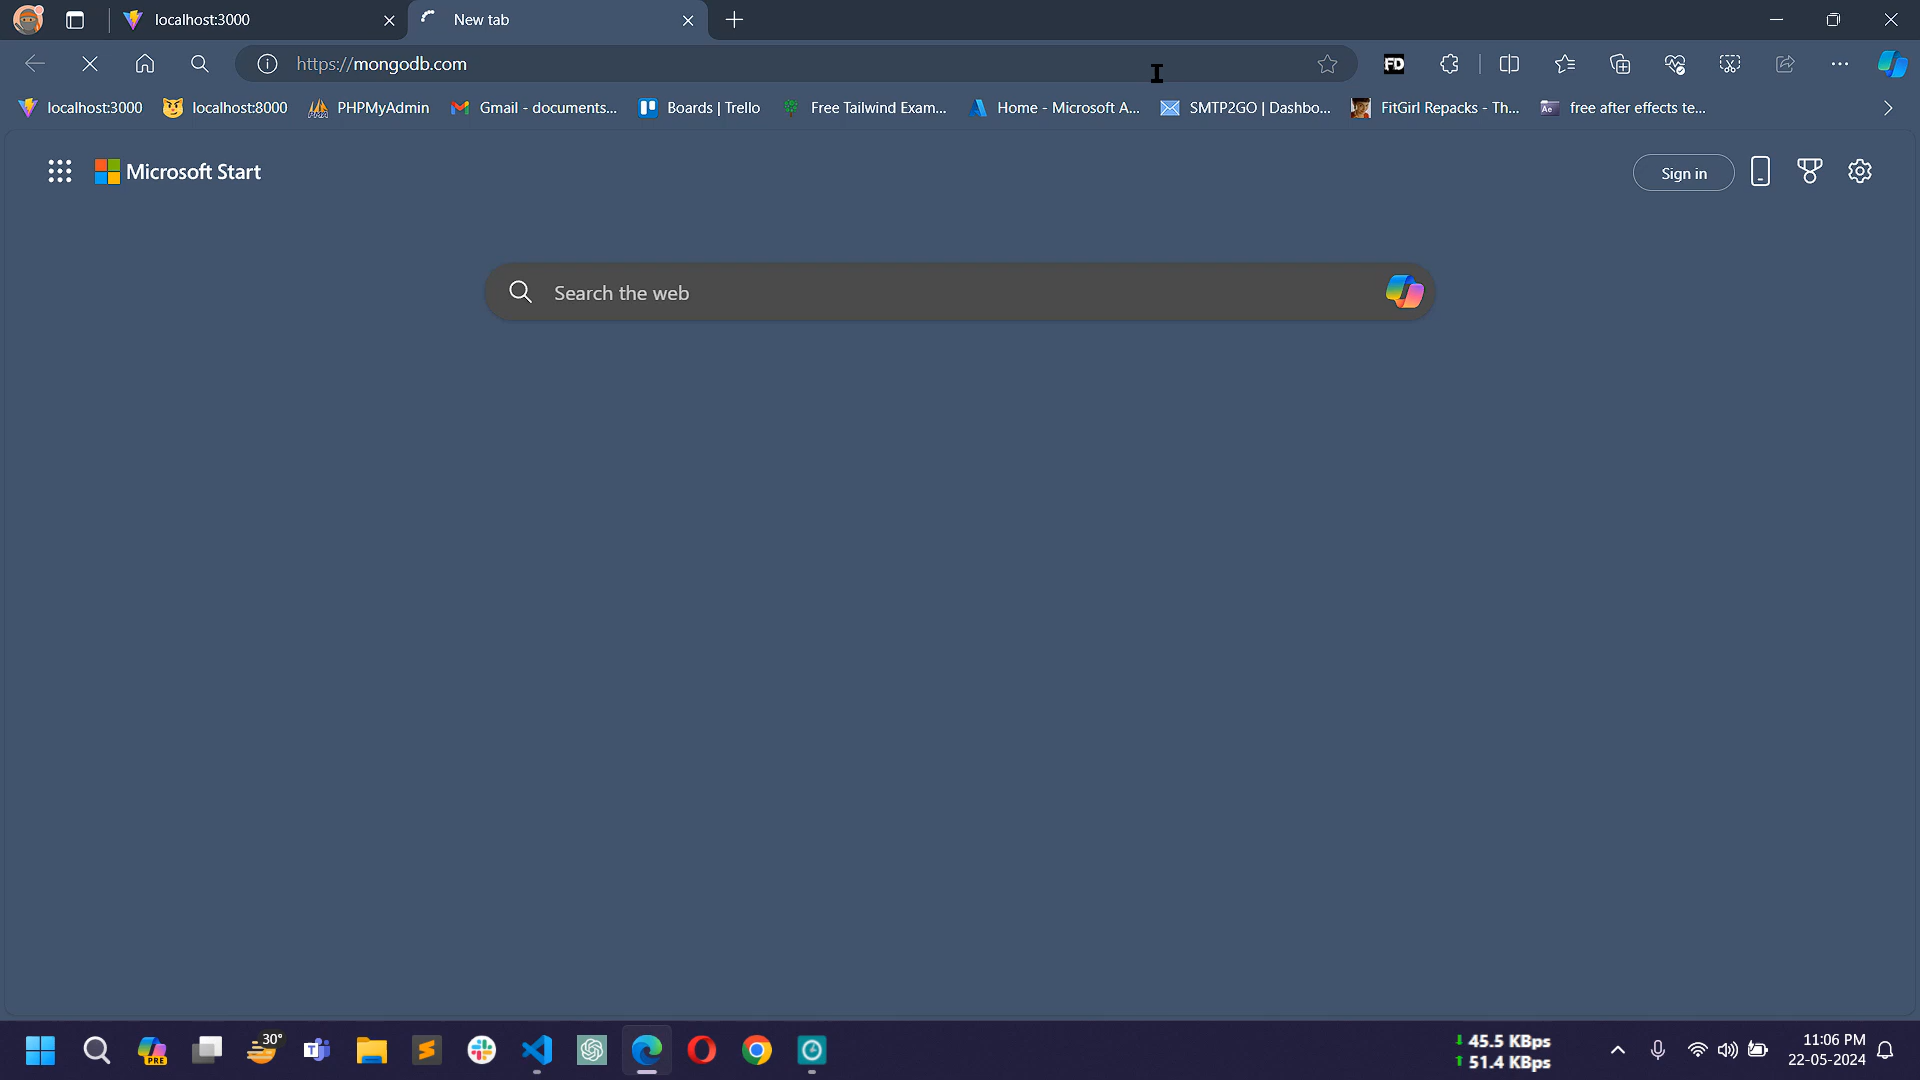 localhost:3000
New tab
https://mongodb.com
FD
localhost:3000
localhost:8000
PHPMyAdmin
Gmail - documents...
Boards | Trello
Free Tailwind Exam...
Home - Microsoft A...
SMTP2GO | Dashbo...
FitGirl Repacks - Th...
Ae
free after effects te...
Microsoft Start
Sign in
Search the web
PRE
30°
45.5 KBps
51.4 KBps
11:06 PM
22-05-2024